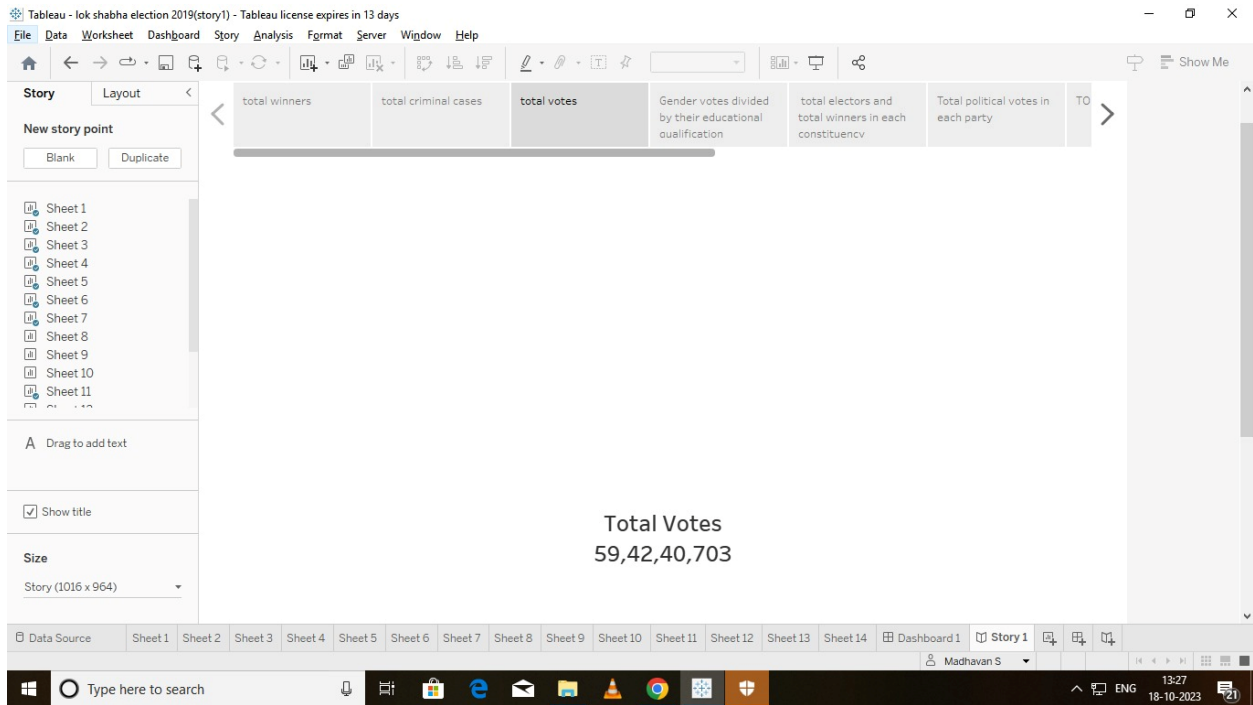 Tableau - lok shabha election 2019(story1) - Tableau license expires in 13 days
File Data Worksheet Dashboard Story Analysis Format Server Window Help
Show Me
Story Layout
New story point
Blank Duplicate
total winners
total criminal cases
total votes
Gender votes divided
by their educational
qualification
total electors and
total winners in each
constituency
Total political votes in
each party
TO
Sheet 1
Sheet 2
Sheet 3
Sheet 4
Sheet 5
Sheet 6
Sheet 7
Sheet 8
Sheet 9
Sheet 10
Sheet 11
A Drag to add text
Show title
Size
Story (1016 x 964)
Total Votes
59,42,40,703
Data Source Sheet 1 Sheet 2 Sheet 3 Sheet 4 Sheet 5 Sheet 6 Sheet 7 Sheet 8 Sheet 9 Sheet 10 Sheet 11 Sheet 12 Sheet 13 Sheet 14 Dashboard 1 Story 1
Madhavan S
Type here to search
ENG
13:27
18-10-2023
21